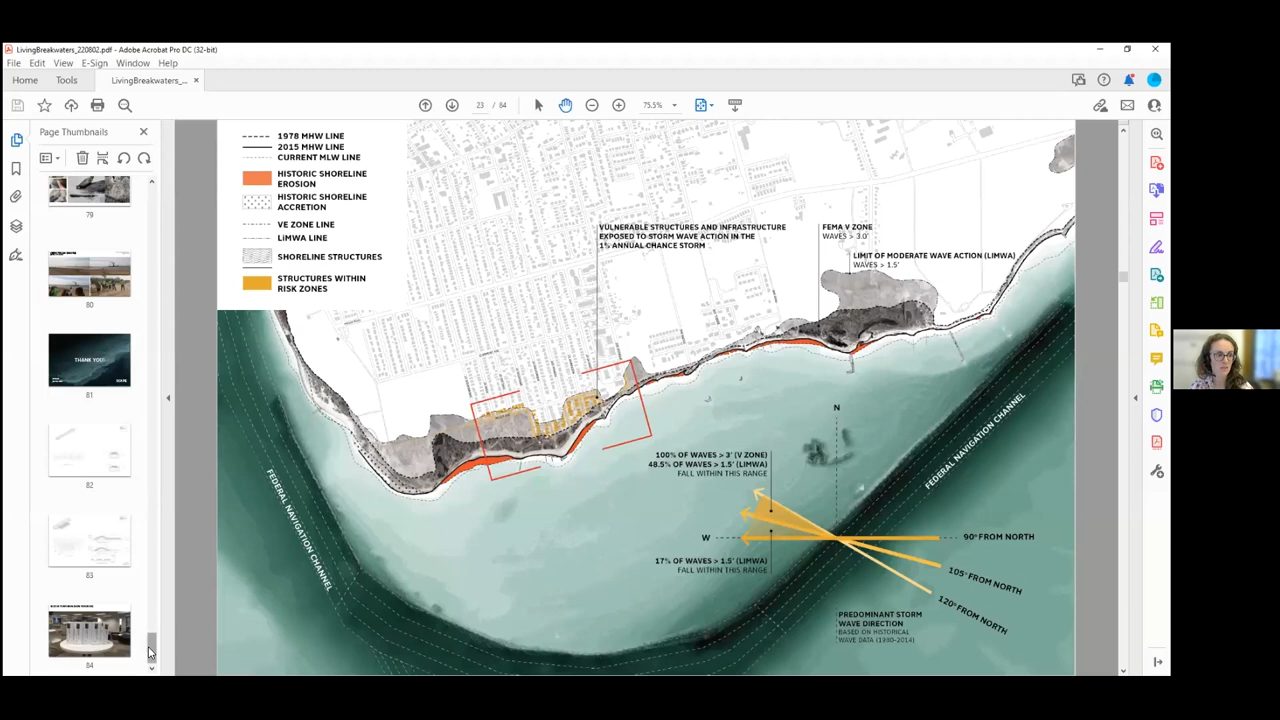 LivingBreakwaters_220802.pdf - Adobe Acrobat Pro DC (32-bit)
File Edit View E-Sign Window Help
Home Tools LivingBreakwaters_... ×
23 / 84 75.5%
Page Thumbnails
79
80
THANK YOU!
81
82
83
84
1978 MHW LINE
2015 MHW LINE
CURRENT MLW LINE
HISTORIC SHORELINE
EROSION
HISTORIC SHORELINE
ACCRETION
VE ZONE LINE
LiMWA LINE
SHORELINE STRUCTURES
STRUCTURES WITHIN
RISK ZONES
VULNERABLE STRUCTURES AND INFRASTRUCTURE
EXPOSED TO STORM WAVE ACTION IN THE
1% ANNUAL CHANCE STORM
FEMA V ZONE
WAVES > 3.0'
LIMIT OF MODERATE WAVE ACTION (LIMWA)
WAVES > 1.5'
N
100% OF WAVES > 3' (V ZONE)
48.5% OF WAVES > 1.5' (LIMWA)
FALL WITHIN THIS RANGE
W
17% OF WAVES > 1.5' (LIMWA)
FALL WITHIN THIS RANGE
90° FROM NORTH
105° FROM NORTH
120° FROM NORTH
PREDOMINANT STORM
WAVE DIRECTION
BASED ON HISTORICAL
WAVE DATA (1980-2014)
FEDERAL NAVIGATION CHANNEL
FEDERAL NAVIGATION CHANNEL